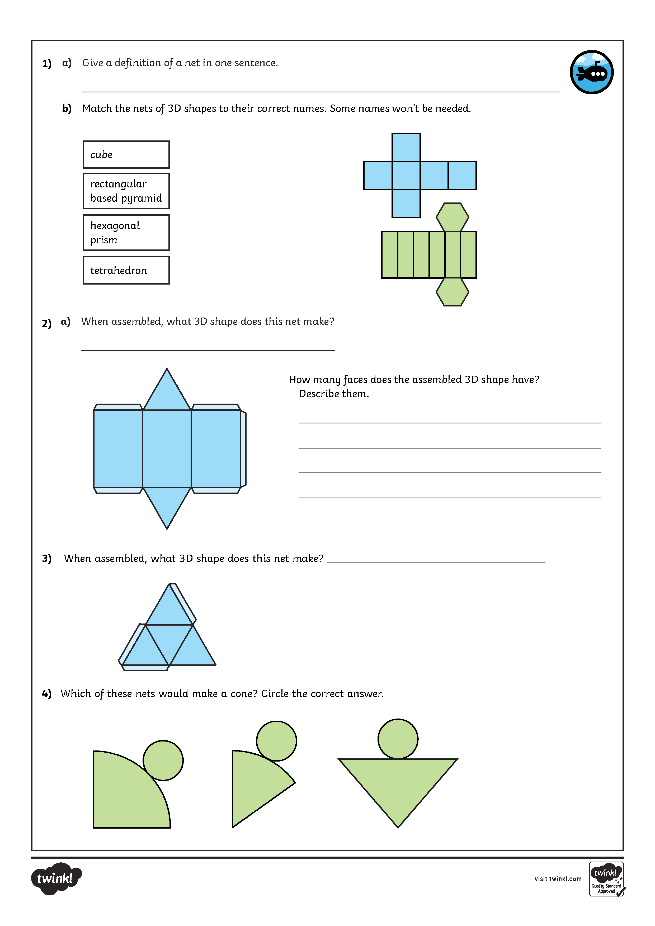 1) a) Give a definition of a net in one sentence.
b) Match the nets of 3D shapes to their correct names. Some names won't be needed.
cube
rectangular
based pyramid
hexagonal
prism
tetrahedron
2) a) When assembled, what 3D shape does this net make?
How many faces does the assembled 3D shape have?
Describe them.
3) When assembled, what 3D shape does this net make?
4) Which of these nets would make a cone? Circle the correct answer.
twinkl
visit twinkl.com
twinkl
Quality Standard
Approved